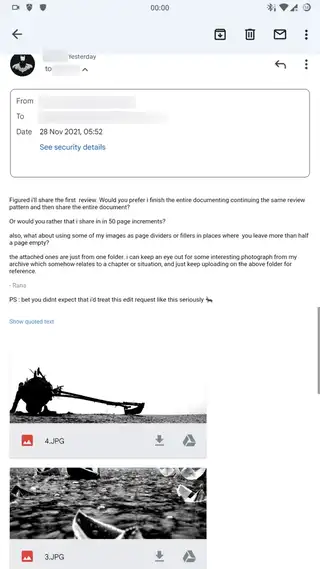 00:00
Yesterday
to
From
To
Date 28 Nov 2021, 05:52
See security details
Figured i'll share the first review. Would you prefer i finish the entire documenting continuing the same review
pattern and then share the entire document?
Or would you rather that i share in in 50 page increments?
also, what about using some of my images as page dividers or fillers in places where you leave more than half
a page empty?
the attached ones are just from one folder. i can keep an eye out for some interesting photograph from my
archive which somehow relates to a chapter or situation, and just keep uploading on the above folder for
reference.
- Rane
PS : bet you didnt expect that i'd treat this edit request like this seriously 🐜
Show quoted text
4.JPG
3.JPG